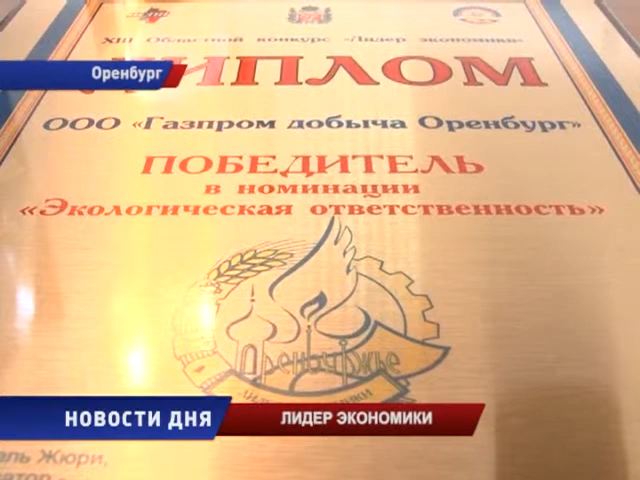 XIII Областной конкурс «Лидер экономики»
ДИПЛОМ
Оренбург
ООО «Газпром добыча Оренбург»
ПОБЕДИТЕЛЬ
в номинации
«Экологическая ответственность»
Оренбуржье
НОВОСТИ ДНЯ
ЛИДЕР ЭКОНОМИКИ
Жюри,